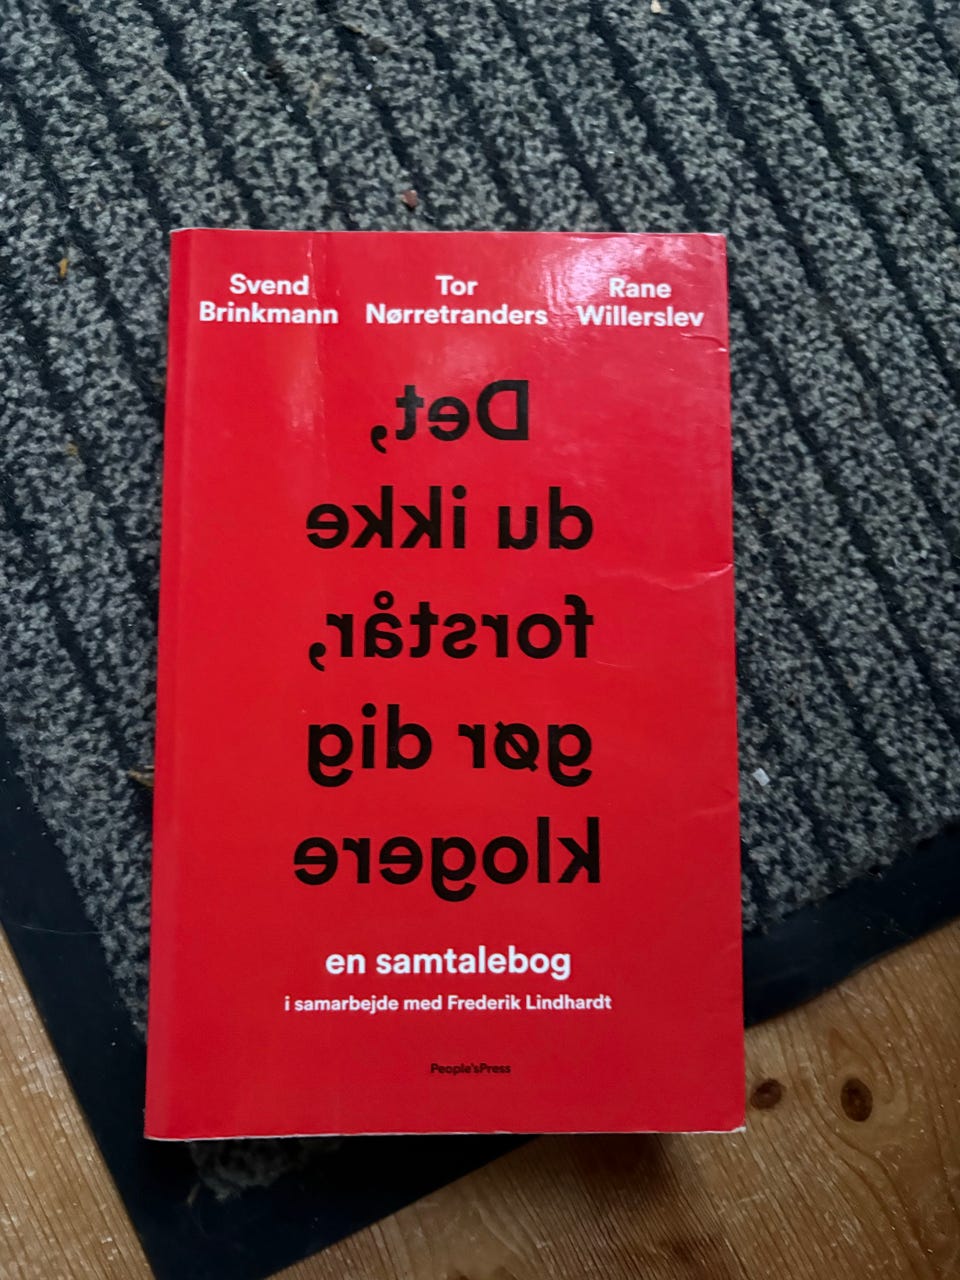 Svend Brinkmann
Tor Nørretranders
Rane Willerslev
Det,
du ikke
forstår,
gør dig
klogere
en samtalebog
i samarbejde med Frederik Lindhardt
People'sPress